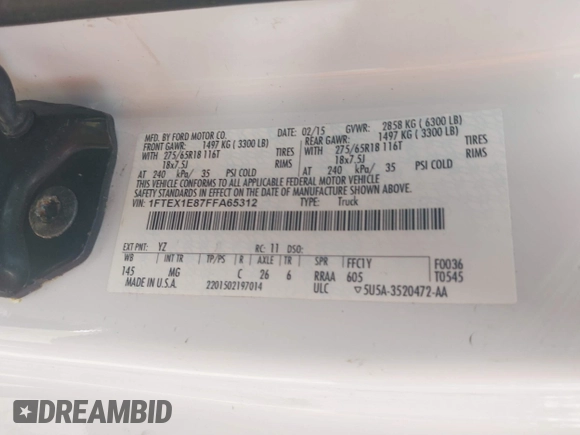 MFD. BY FORD MOTOR CO. DATE: 02/15 GVWR: 2858 KG ( 6300 LB)
FRONT GAWR: 1497 KG ( 3300 LB) REAR GAWR: 1497 KG ( 3300 LB)
WITH 275/65R18 116T TIRES WITH 275/65R18 116T TIRES
18x7.5J RIMS 18x7.5J RIMS
AT 240 kPa/ 35 PSI COLD AT 240 kPa/ 35 PSI COLD
THIS VEHICLE CONFORMS TO ALL APPLICABLE FEDERAL MOTOR VEHICLE
SAFETY STANDARDS IN EFFECT ON THE DATE OF MANUFACTURE SHOWN ABOVE.
VIN: 1FTEX1E87FFA65312 TYPE: Truck
EXT PNT: YZ RC: 11 DSO:
WB INT TR TP/PS R AXLE TR SPR FFC1Y F0036
145 MG C 26 6 RRAA 605 T0545
MADE IN U.S.A. 2201502197014 ULC 5U5A-3520472-AA
DREAMBID